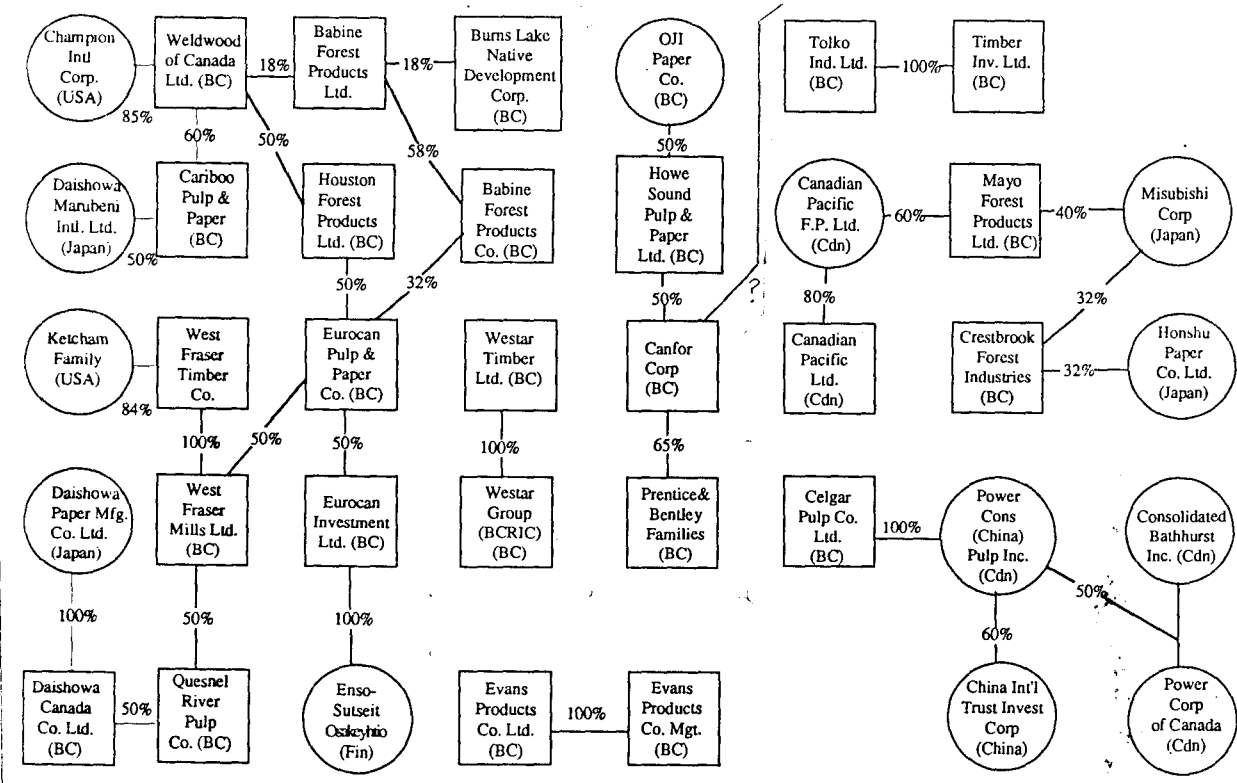 Champion
Intl
Corp.
(USA)
85%
Weldwood
of Canada
Ltd. (BC)
18%
Babine
Forest
Products
Ltd.
18%
Burns Lake
Native
Development
Corp.
(BC)
OJI
Paper
Co.
(BC)
Tolko
Ind. Ltd.
(BC)
100%
Timber
Inv. Ltd.
(BC)
60%
50%
58%
50%
Daishowa
Marubeni
Intl. Ltd.
(Japan)
50%
Cariboo
Pulp &
Paper
(BC)
Houston
Forest
Products
Ltd. (BC)
Babine
Forest
Products
Co. (BC)
Howe
Sound
Pulp &
Paper
Ltd. (BC)
Canadian
Pacific
F.P. Ltd.
(Cdn)
60%
Mayo
Forest
Products
Ltd. (BC)
40%
Misubishi
Corp
(Japan)
50%
32%
50%
?
80%
32%
Ketcham
Family
(USA)
84%
West
Fraser
Timber
Co.
Eurocan
Pulp &
Paper
Co. (BC)
Westar
Timber
Ltd. (BC)
Canfor
Corp
(BC)
Canadian
Pacific
Ltd.
(Cdn)
Crestbrook
Forest
Industries
(BC)
32%
Honshu
Paper
Co. Ltd.
(Japan)
100%
50%
50%
100%
65%
Daishowa
Paper Mfg.
Co. Ltd.
(Japan)
West
Fraser
Mills Ltd.
(BC)
Eurocan
Investment
Ltd. (BC)
Westar
Group
(BCRIC)
(BC)
Prentice&
Bentley
Families
(BC)
Celgar
Pulp Co.
Ltd.
(BC)
100%
Power
Cons
(China)
Pulp Inc.
(Cdn)
Consolidated
Bathhurst
Inc. (Cdn)
100%
50%
100%
60%
50%
Daishowa
Canada
Co. Ltd.
(BC)
50%
Quesnel
River
Pulp
Co. (BC)
Enso-
Sutseit
(Fin)
Evans
Products
Co. Ltd.
(BC)
100%
Evans
Products
Co. Mgt.
(BC)
China Int'l
Trust Invest
Corp
(China)
Power
Corp
of Canada
(Cdn)